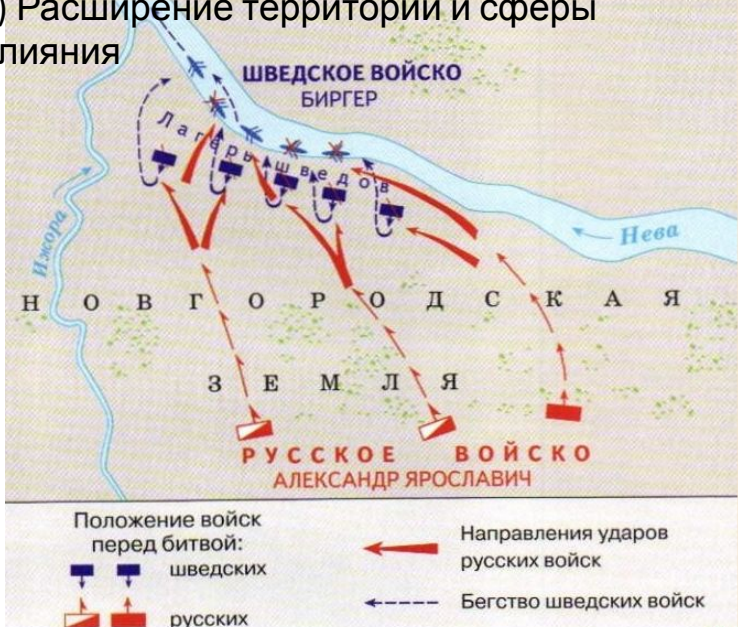 ) Расширение территории и сферы
лияния
ШВЕДСКОЕ ВОЙСКО
БИРГЕР
Лагерь шведов
Ижора
Нева
НОВГОРОДСКАЯ
ЗЕМЛЯ
РУССКОЕ ВОЙСКО
АЛЕКСАНДР ЯРОСЛАВИЧ
Положение войск
перед битвой:
шведских
русских
Направления ударов
русских войск
Бегство шведских войск